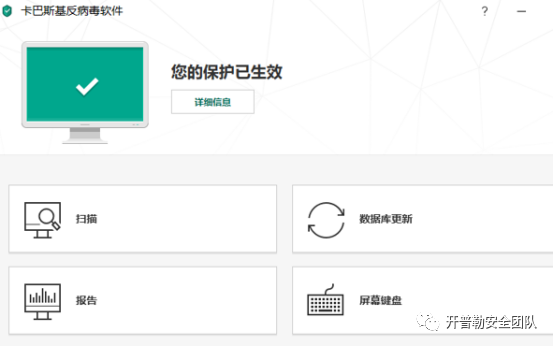 卡巴斯基反病毒软件
?
您的保护已生效
详细信息
扫描
数据库更新
报告
屏幕键盘
开普勒安全团队